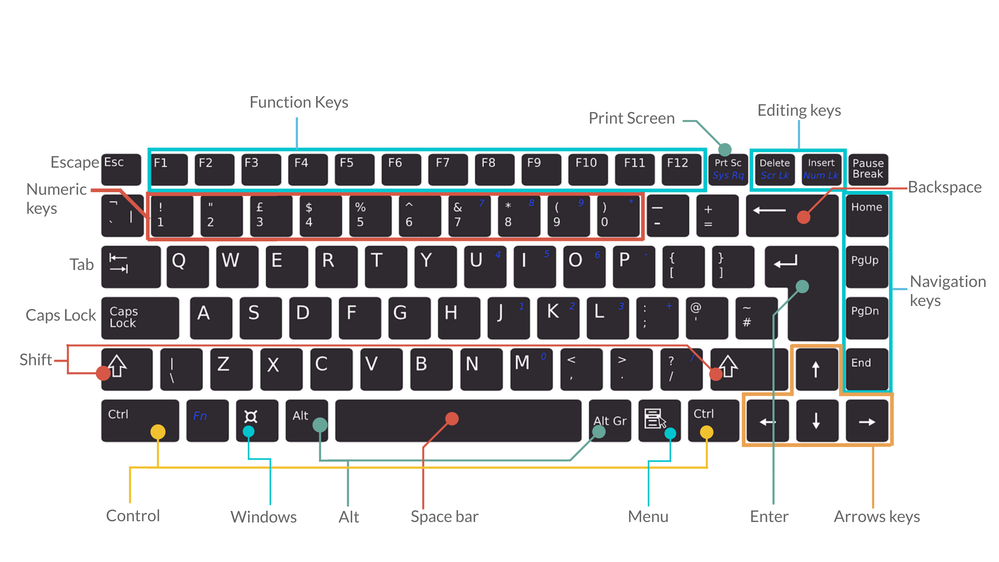 Function Keys
Print Screen
Editing keys
Escape
Esc
F1
F2
F3
F4
F5
F6
F7
F8
F9
F10
F11
F12
Prt Sc
Sys Rq
Delete
Scr Lk
Insert
Num Lk
Pause
Break
Numeric
keys
¬
` |
!
1
"
2
£
3
$
4
%
5
^
6
& 7
7
* 8
8
( 9
9
) *
0
—
-
+
=
Backspace
Home
Tab
Q
W
E
R
T
Y
U 4
I 5
O 6
P -
{
[
}
]
PgUp
Navigation
keys
Caps Lock
Caps
Lock
A
S
D
F
G
H
J 1
K 2
L 3
: +
;
@
'
~
#
PgDn
Shift
|
\
Z
X
C
V
B
N
M 0
<
,
>
.
? /
/
End
Ctrl
Fn
Alt
Alt Gr
Ctrl
Control
Windows
Alt
Space bar
Menu
Enter
Arrows keys